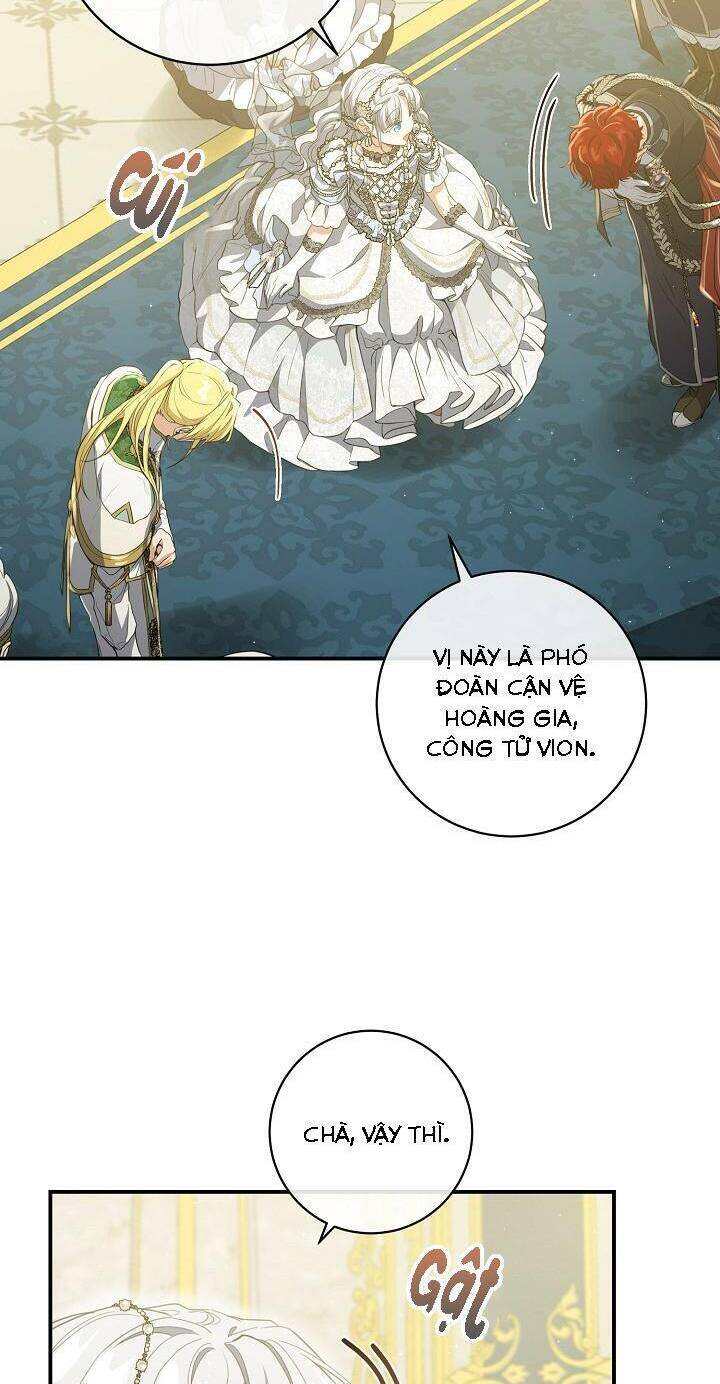 CÚI
VỊ NÀY LÀ PHÓ
ĐOÀN CẬN VỆ
HOÀNG GIA,
CÔNG TỬ VION.
CHÀ, VẬY THÌ.
GẬT